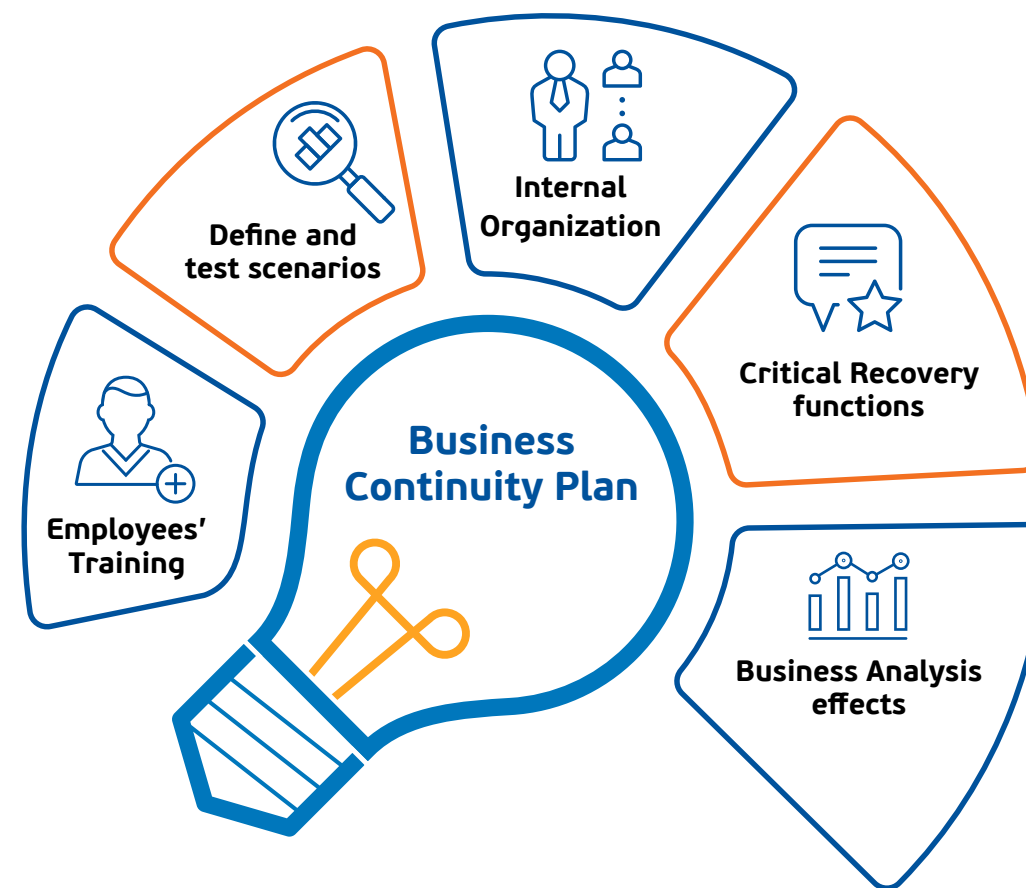 Internal
Organization
Define and
test scenarios
Critical Recovery
functions
Business
Continuity Plan
Employees’
Training
Business Analysis
effects